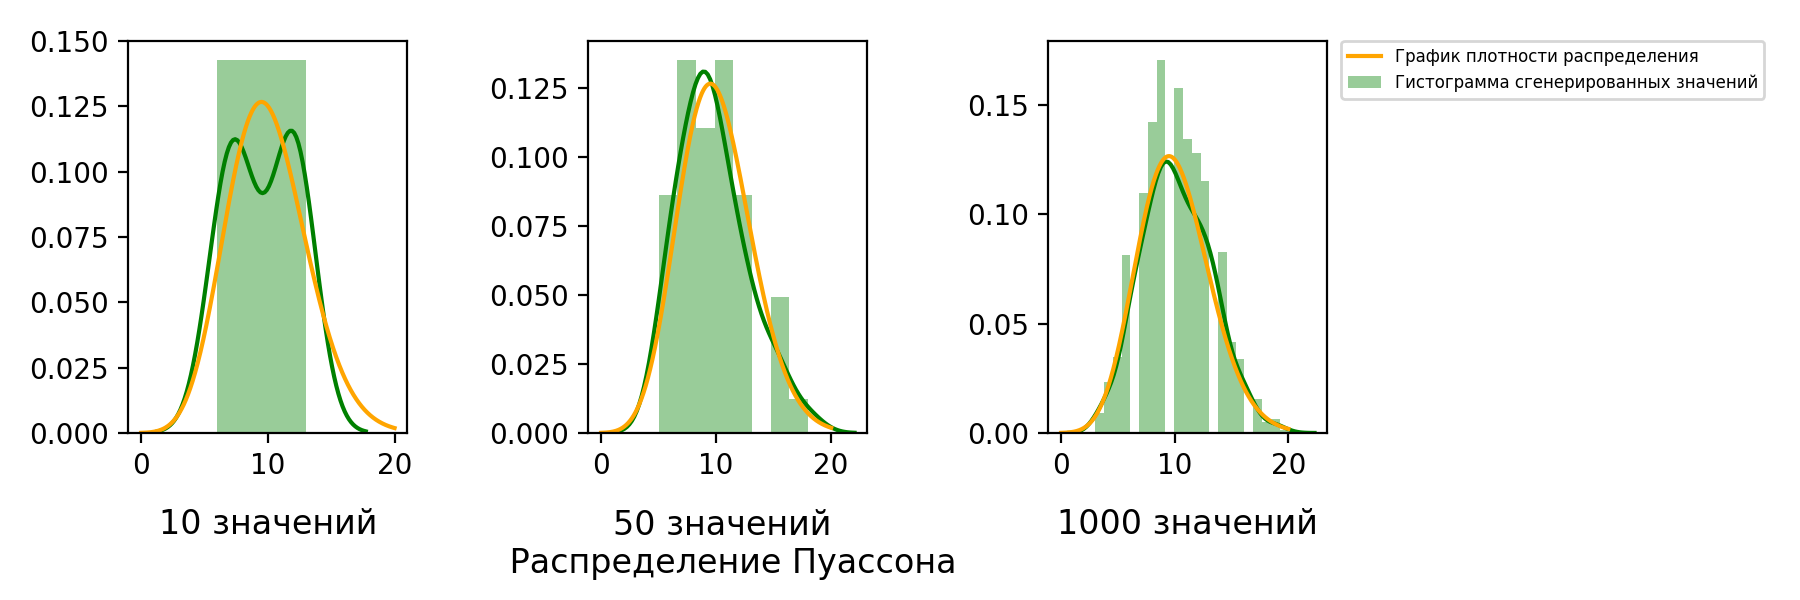 0.150
0.125
0.100
0.075
0.050
0.025
0.000
0 10 20
10 значений
0.125
0.100
0.075
0.050
0.025
0.000
0 10 20
50 значений
Распределение Пуассона
0.15
0.10
0.05
0.00
0 10 20
1000 значений
График плотности распределения
Гистограмма сгенерированных значений